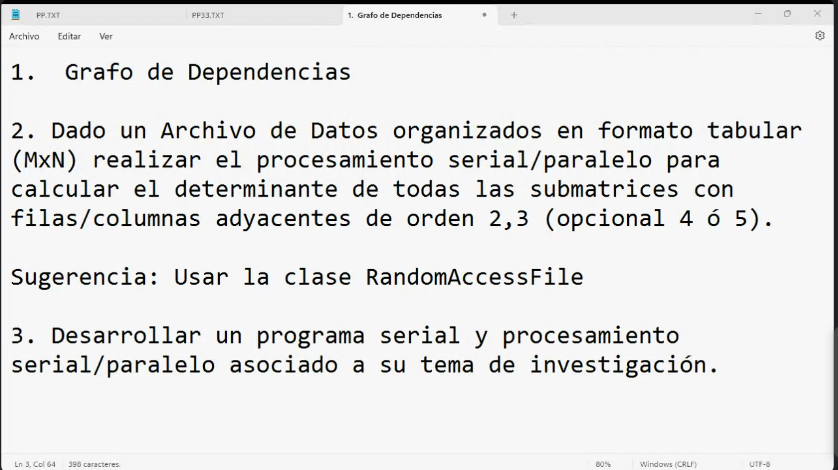 PP.TXT
PP33.TXT
1. Grafo de Dependencias
Archivo Editar Ver
1. Grafo de Dependencias
2. Dado un Archivo de Datos organizados en formato tabular
(MxN) realizar el procesamiento serial/paralelo para
calcular el determinante de todas las submatrices con
filas/columnas adyacentes de orden 2,3 (opcional 4 ó 5).
Sugerencia: Usar la clase RandomAccessFile
3. Desarrollar un programa serial y procesamiento
serial/paralelo asociado a su tema de investigación.
Ln 3, Col 64 398 caracteres. 80% Windows (CRLF) UTF-8